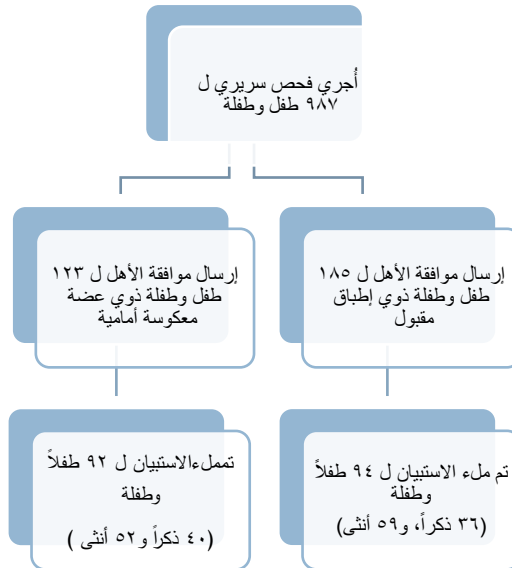 أُجري فحص سريري ل
٩٨٧ طفل وطفلة
إرسال موافقة الأهل ل ١٨٥
طفل وطفلة ذوي إطباق
مقبول
إرسال موافقة الأهل ل ١٢٣
طفل وطفلة ذوي عضة
معكوسة أمامية
تم ملء الاستبيان ل ٩٤ طفلاً
وطفلة
(٣٦ ذكراً، و٥٩ أنثى)
تمملءالاستبيان ل ٩٢ طفلاً
وطفلة
(٤٠ ذكراً و٥٢ أنثى )